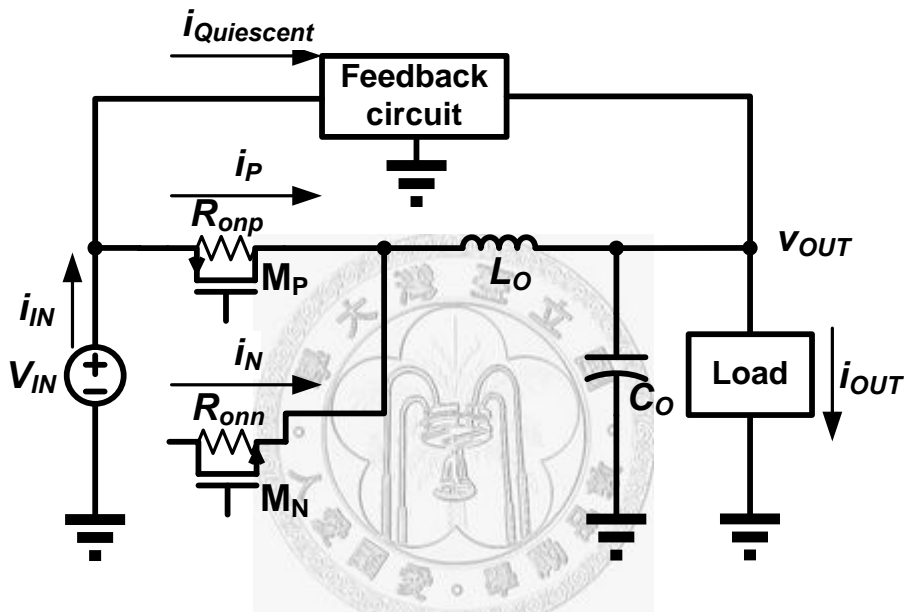 iQuiescent
Feedback
circuit
iP
Ronp
MP
LO
vOUT
iIN
VIN
iN
Ronn
MN
CO
Load
iOUT